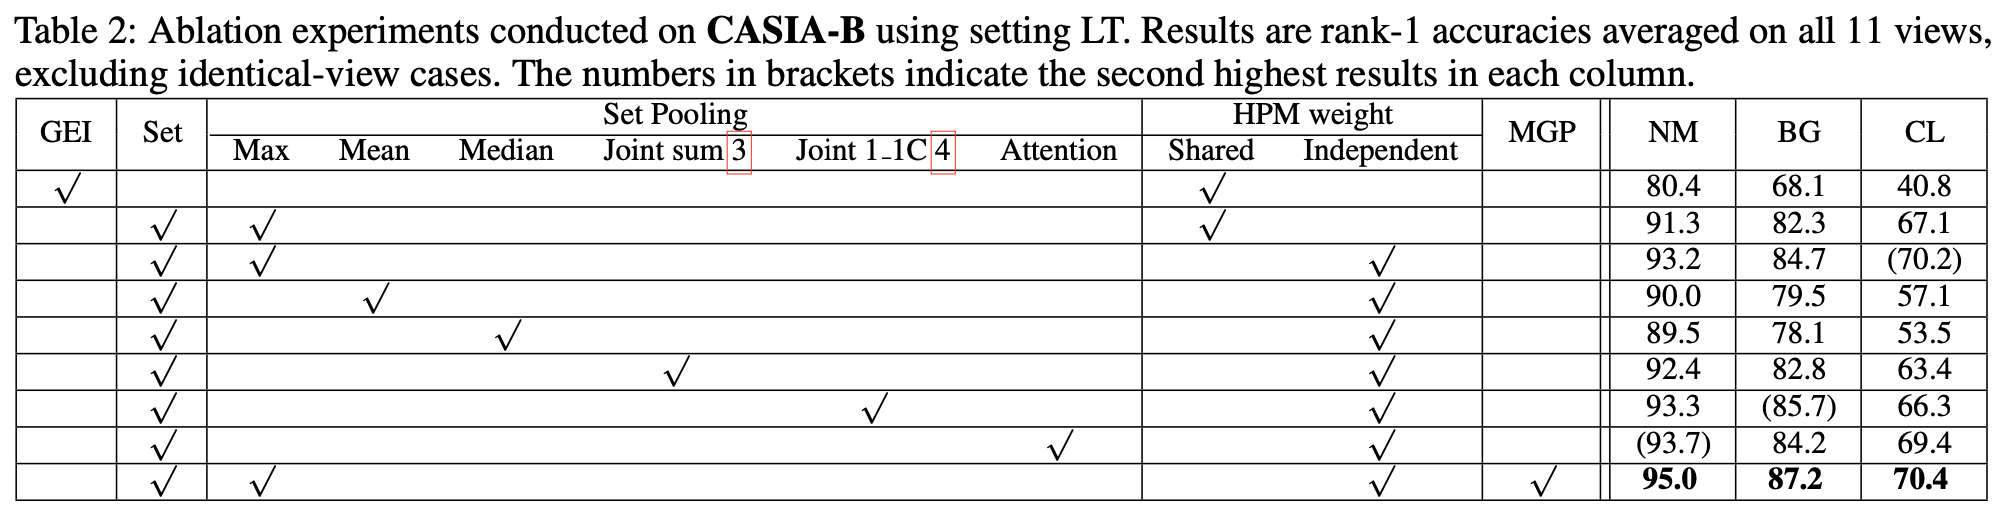 Table 2: Ablation experiments conducted on CASIA-B using setting LT. Results are rank-1 accuracies averaged on all 11 views,
excluding identical-view cases. The numbers in brackets indicate the second highest results in each column.
GEI Set Set Pooling HPM weight MGP NM BG CL
Max Mean Median Joint sum 3 Joint 1_1C 4 Attention Shared Independent
√ √ 80.4 68.1 40.8
√ √ √ 91.3 82.3 67.1
√ √ √ 93.2 84.7 (70.2)
√ √ √ 90.0 79.5 57.1
√ √ √ 89.5 78.1 53.5
√ √ √ 92.4 82.8 63.4
√ √ √ 93.3 (85.7) 66.3
√ √ √ (93.7) 84.2 69.4
√ √ √ √ 95.0 87.2 70.4